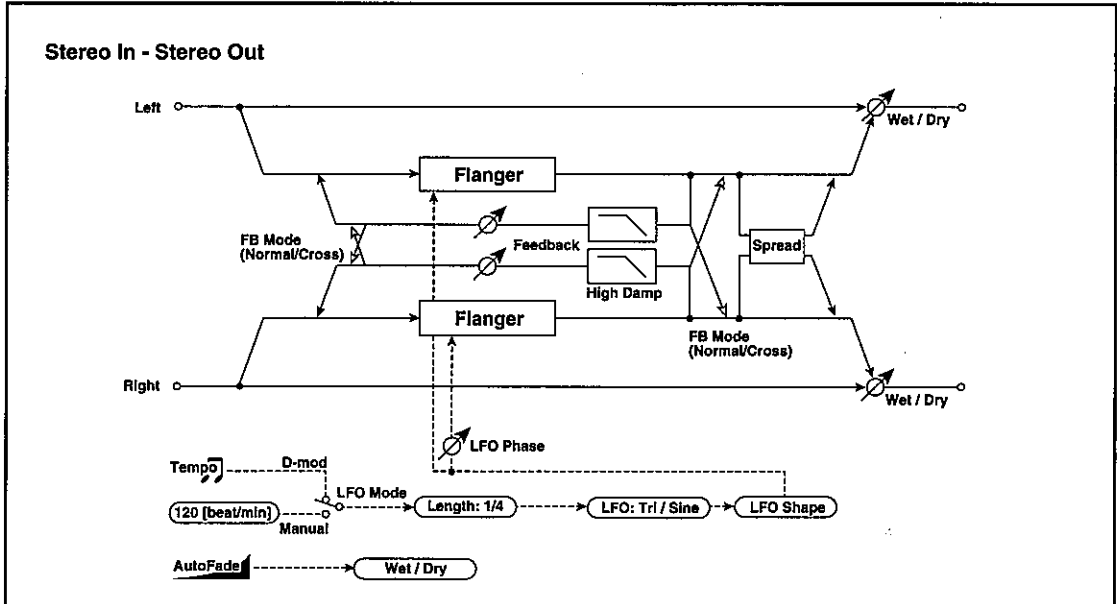 Stereo In - Stereo Out
Left
Wet / Dry
Flanger
FB Mode
(Normal/Cross)
Feedback
Spread
High Damp
Flanger
FB Mode
(Normal/Cross)
Right
Wet / Dry
LFO Phase
Tempo
D-mod
LFO Mode
120 [beat/min]
Manual
Length: 1/4
LFO: Tri / Sine
LFO Shape
AutoFade
Wet / Dry